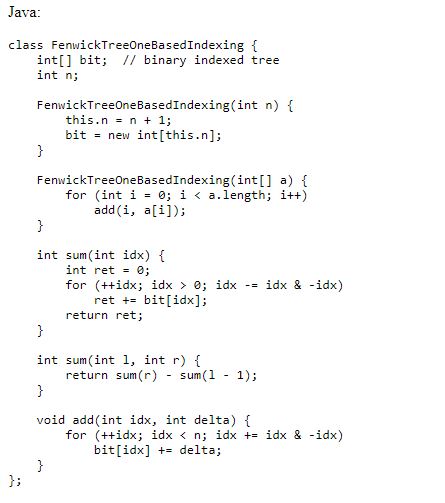 Java:
class FenwickTreeOneBasedIndexing {
    int[] bit;  // binary indexed tree
    int n;

    FenwickTreeOneBasedIndexing(int n) {
        this.n = n + 1;
        bit = new int[this.n];
    }

    FenwickTreeOneBasedIndexing(int[] a) {
        for (int i = 0; i < a.length; i++)
            add(i, a[i]);
    }

    int sum(int idx) {
        int ret = 0;
        for (++idx; idx > 0; idx -= idx & -idx)
            ret += bit[idx];
        return ret;
    }

    int sum(int l, int r) {
        return sum(r) - sum(l - 1);
    }

    void add(int idx, int delta) {
        for (++idx; idx < n; idx += idx & -idx)
            bit[idx] += delta;
    }
};